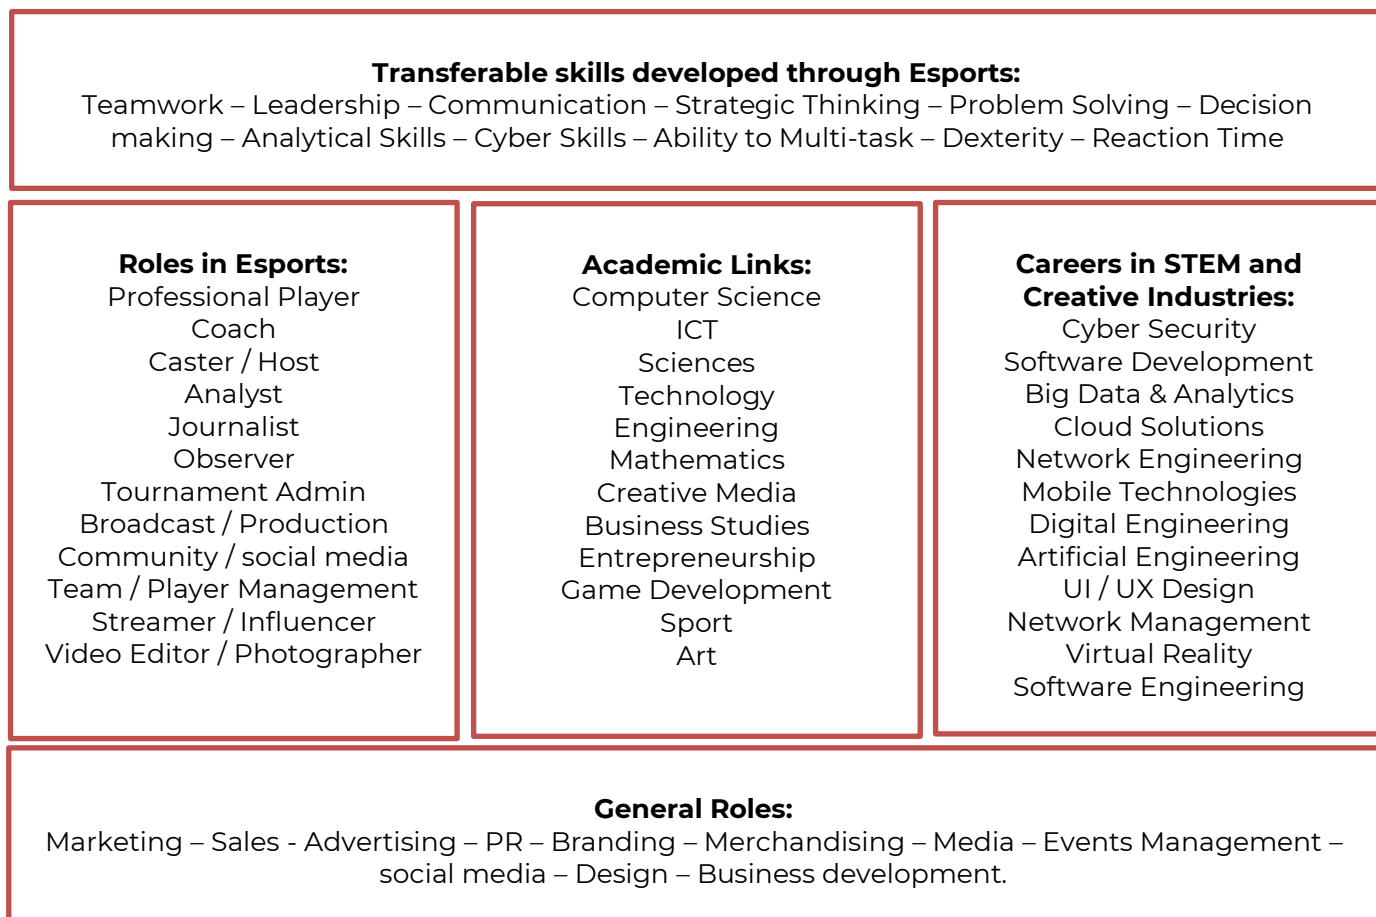 Transferable skills developed through Esports:
Teamwork – Leadership – Communication – Strategic Thinking – Problem Solving – Decision
making – Analytical Skills – Cyber Skills – Ability to Multi-task – Dexterity – Reaction Time
Roles in Esports:
Professional Player
Coach
Caster / Host
Analyst
Journalist
Observer
Tournament Admin
Broadcast / Production
Community / social media
Team / Player Management
Streamer / Influencer
Video Editor / Photographer
Academic Links:
Computer Science
ICT
Sciences
Technology
Engineering
Mathematics
Creative Media
Business Studies
Entrepreneurship
Game Development
Sport
Art
Careers in STEM and
Creative Industries:
Cyber Security
Software Development
Big Data & Analytics
Cloud Solutions
Network Engineering
Mobile Technologies
Digital Engineering
Artificial Engineering
UI / UX Design
Network Management
Virtual Reality
Software Engineering
General Roles:
Marketing – Sales - Advertising – PR – Branding – Merchandising – Media – Events Management –
social media – Design – Business development.